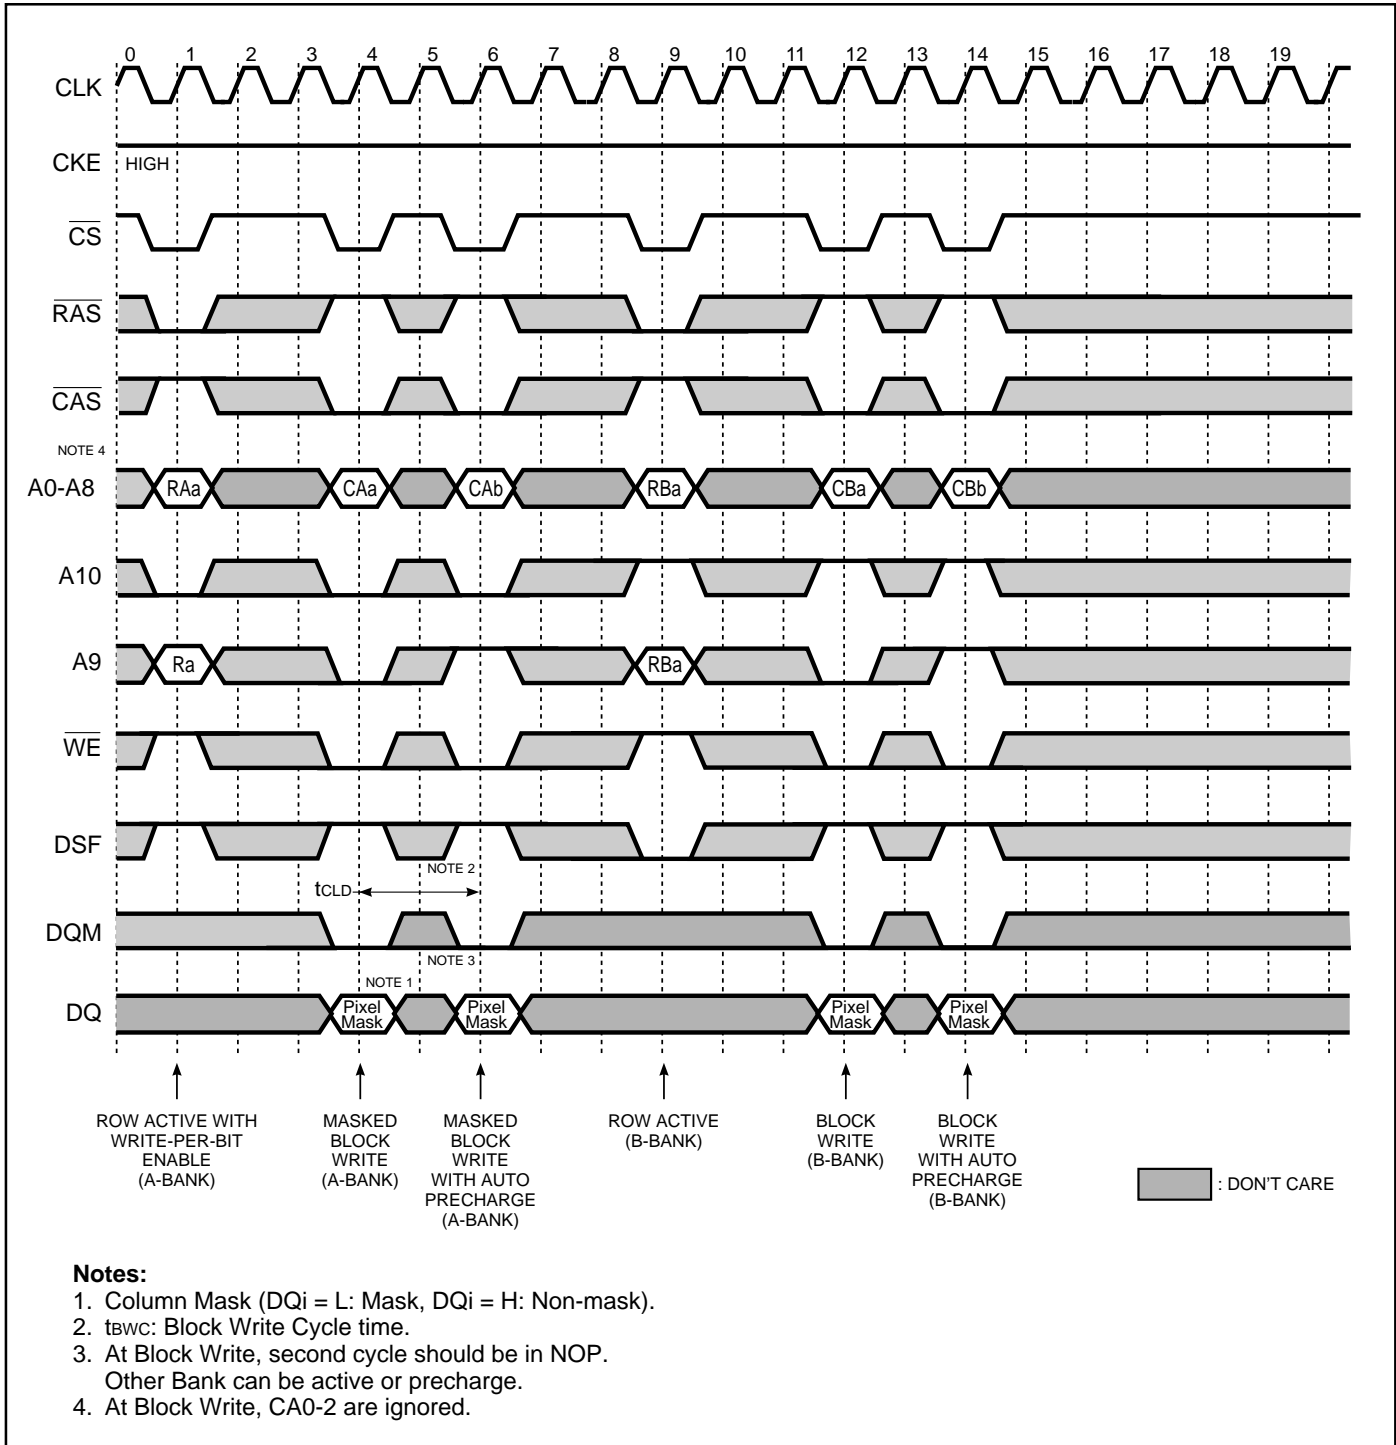 0 1 2 3 4 5 6 7 8 9 10 11 12 13 14 15 16 17 18 19
CLK
CKE HIGH
CS
RAS
CAS
NOTE 4
A0-A8 RAa CAa CAb RBa CBa CBb
A10
A9 Ra RBa
WE
DSF
NOTE 2
tCLD
DQM
NOTE 3
NOTE 1
DQ Pixel Mask Pixel Mask Pixel Mask Pixel Mask
ROW ACTIVE WITH
WRITE-PER-BIT
ENABLE
(A-BANK)
MASKED
BLOCK
WRITE
(A-BANK)
MASKED
BLOCK
WRITE
WITH AUTO
PRECHARGE
(A-BANK)
ROW ACTIVE
(B-BANK)
BLOCK
WRITE
(B-BANK)
BLOCK
WRITE
WITH AUTO
PRECHARGE
(B-BANK)
: DON'T CARE
Notes:
1. Column Mask (DQi = L: Mask, DQi = H: Non-mask).
2. tBWC: Block Write Cycle time.
3. At Block Write, second cycle should be in NOP.
Other Bank can be active or precharge.
4. At Block Write, CA0-2 are ignored.